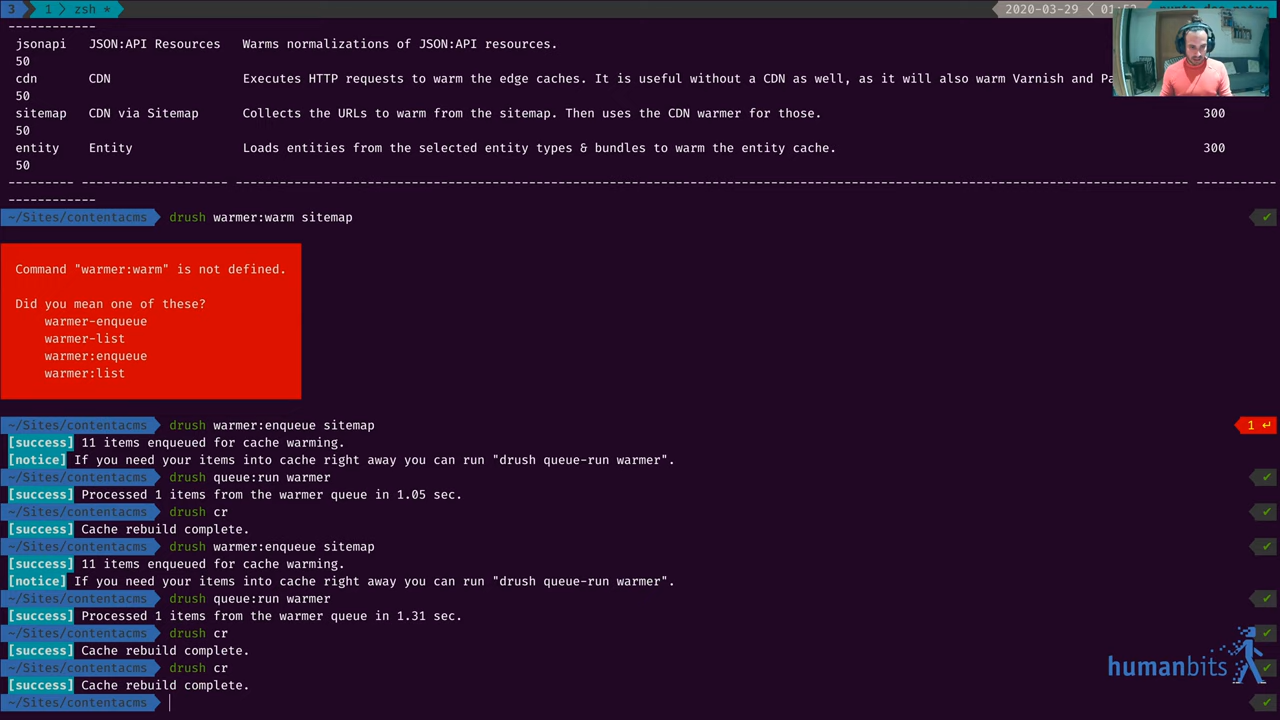 3 1 zsh * 2020-03-29
------------
jsonapi JSON:API Resources Warms normalizations of JSON:API resources.
50
cdn CDN Executes HTTP requests to warm the edge caches. It is useful without a CDN as well, as it will also warm Varnish and
50
sitemap CDN via Sitemap Collects the URLs to warm from the sitemap. Then uses the CDN warmer for those. 300
50
entity Entity Loads entities from the selected entity types & bundles to warm the entity cache. 300
50
~/Sites/contentacms drush warmer:warm sitemap ✔
Command "warmer:warm" is not defined.
Did you mean one of these?
warmer-enqueue
warmer-list
warmer:enqueue
warmer:list
~/Sites/contentacms drush warmer:enqueue sitemap 1 ↵
[success] 11 items enqueued for cache warming.
[notice] If you need your items into cache right away you can run "drush queue-run warmer".
~/Sites/contentacms drush queue:run warmer ✔
[success] Processed 1 items from the warmer queue in 1.05 sec.
~/Sites/contentacms drush cr ✔
[success] Cache rebuild complete.
~/Sites/contentacms drush warmer:enqueue sitemap ✔
[success] 11 items enqueued for cache warming.
[notice] If you need your items into cache right away you can run "drush queue-run warmer".
~/Sites/contentacms drush queue:run warmer ✔
[success] Processed 1 items from the warmer queue in 1.31 sec.
~/Sites/contentacms drush cr ✔
[success] Cache rebuild complete.
~/Sites/contentacms drush cr ✔
[success] Cache rebuild complete.
~/Sites/contentacms ✔
humanbits